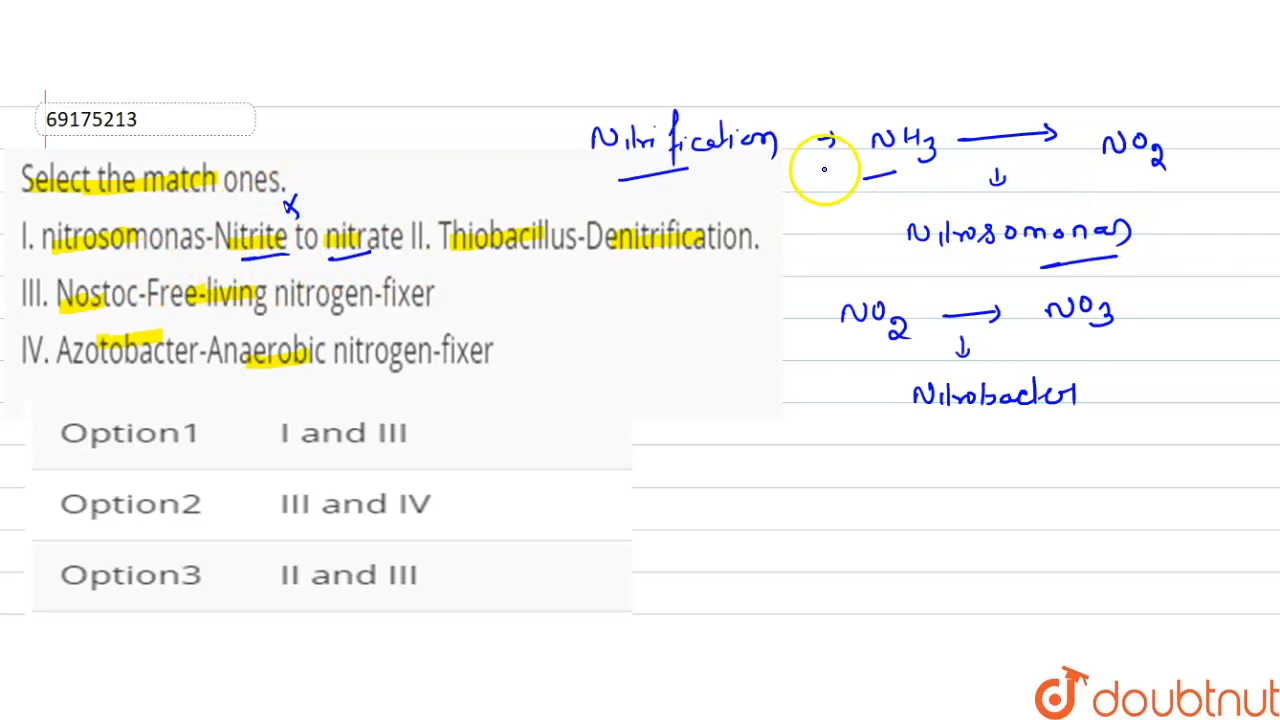 69175213
Nitrification → NH3 → NO2
Select the match ones.
↓
x
I. nitrosomonas-Nitrite to nitrate II. Thiobacillus-Denitrification.
Nitrosomonas
III. Nostoc-Free-living nitrogen-fixer
NO2 → NO3
↓
IV. Azotobacter-Anaerobic nitrogen-fixer
Nitrobacter
Option1 I and III
Option2 III and IV
Option3 II and III
doubtnut